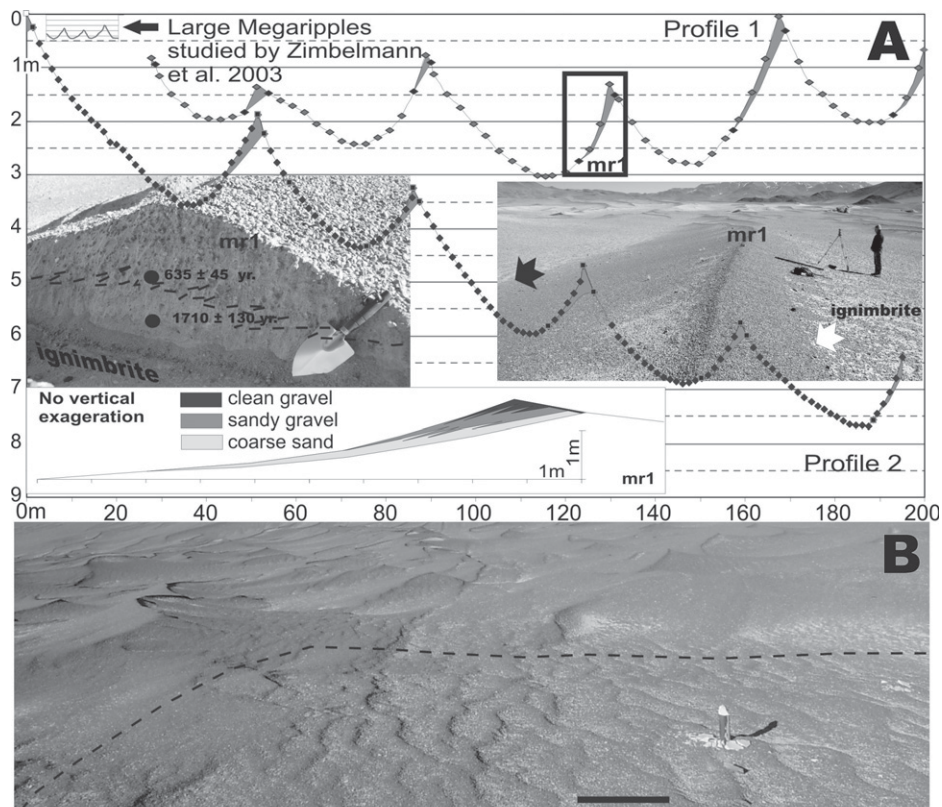 Large Megaripples
studied by Zimbelmann
et al. 2003
Profile 1
A
0
1m
2
3
4
5
6
7
8
9
mr1
mr1
635 ± 45 yr.
1710 ± 130 yr.
ignimbrite
mr1
ignimbrite
No vertical
exageration
clean gravel
sandy gravel
coarse sand
1m
1m
mr1
Profile 2
0m 20 40 60 80 100 120 140 160 180 200
B